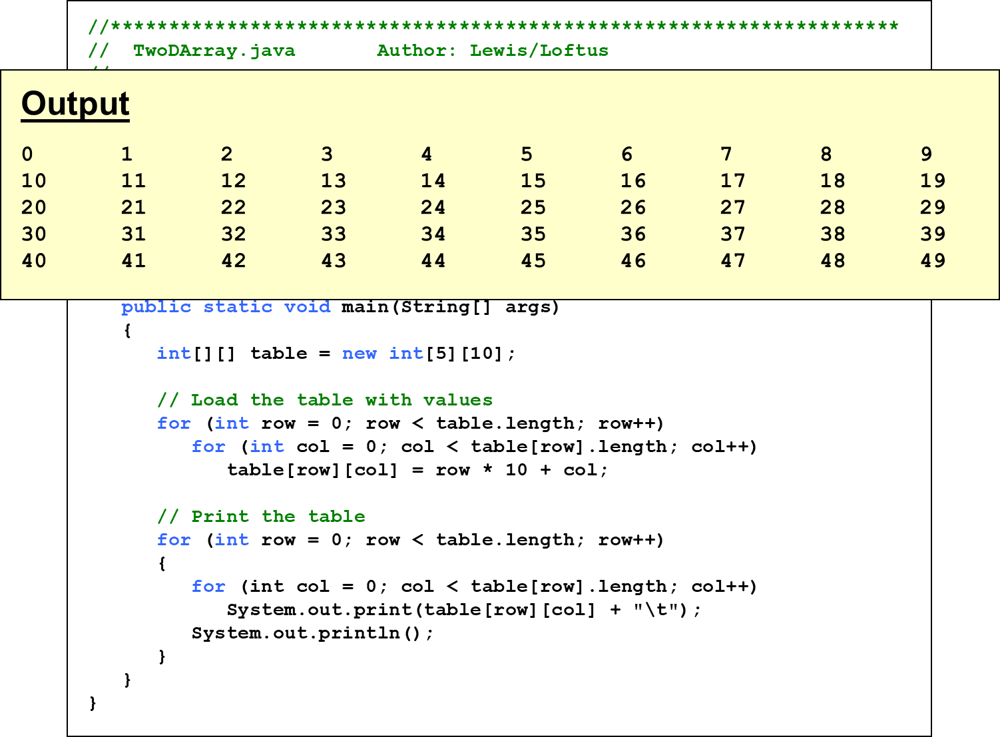 //********************************************************************
//  TwoDArray.java       Author: Lewis/Loftus
//
Output
0 1 2 3 4 5 6 7 8 9
10 11 12 13 14 15 16 17 18 19
20 21 22 23 24 25 26 27 28 29
30 31 32 33 34 35 36 37 38 39
40 41 42 43 44 45 46 47 48 49
   public static void main(String[] args)
   {
      int[][] table = new int[5][10];
      // Load the table with values
      for (int row = 0; row < table.length; row++)
         for (int col = 0; col < table[row].length; col++)
            table[row][col] = row * 10 + col;
      // Print the table
      for (int row = 0; row < table.length; row++)
      {
         for (int col = 0; col < table[row].length; col++)
            System.out.print(table[row][col] + "\t");
         System.out.println();
      }
   }
}